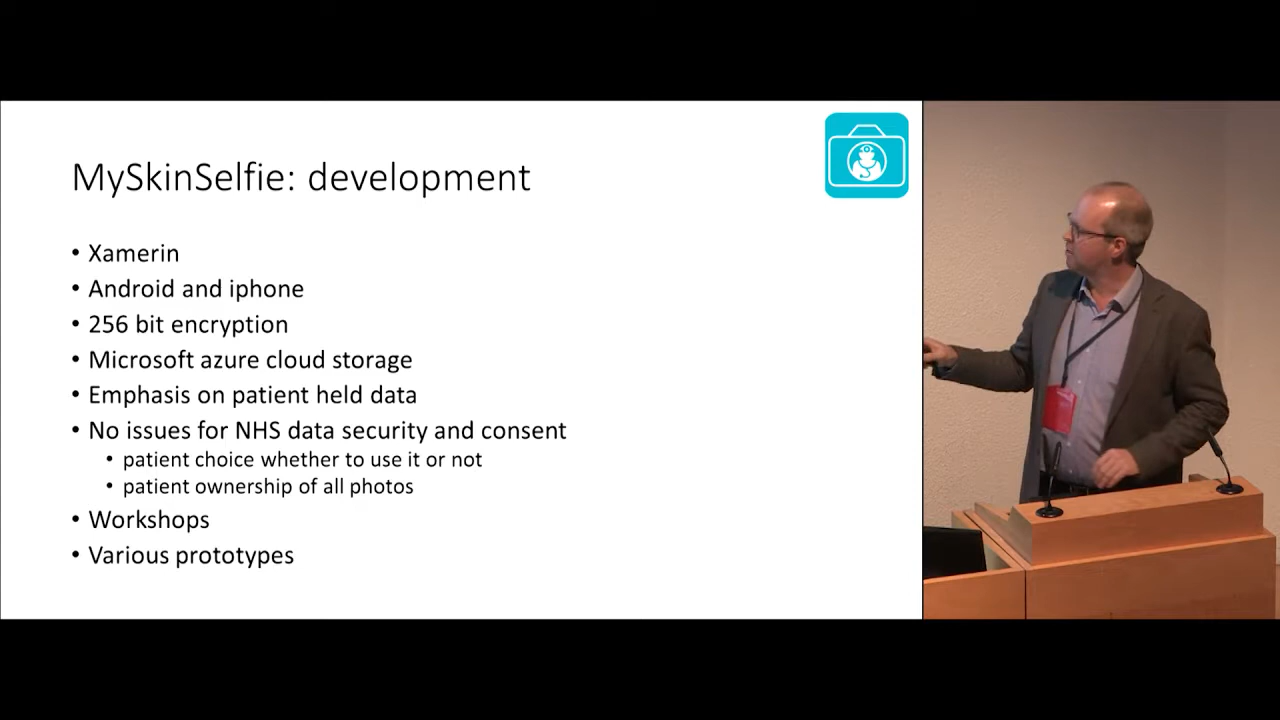 MySkinSelfie: development
• Xamerin
• Android and iphone
• 256 bit encryption
• Microsoft azure cloud storage
• Emphasis on patient held data
• No issues for NHS data security and consent
• patient choice whether to use it or not
• patient ownership of all photos
• Workshops
• Various prototypes